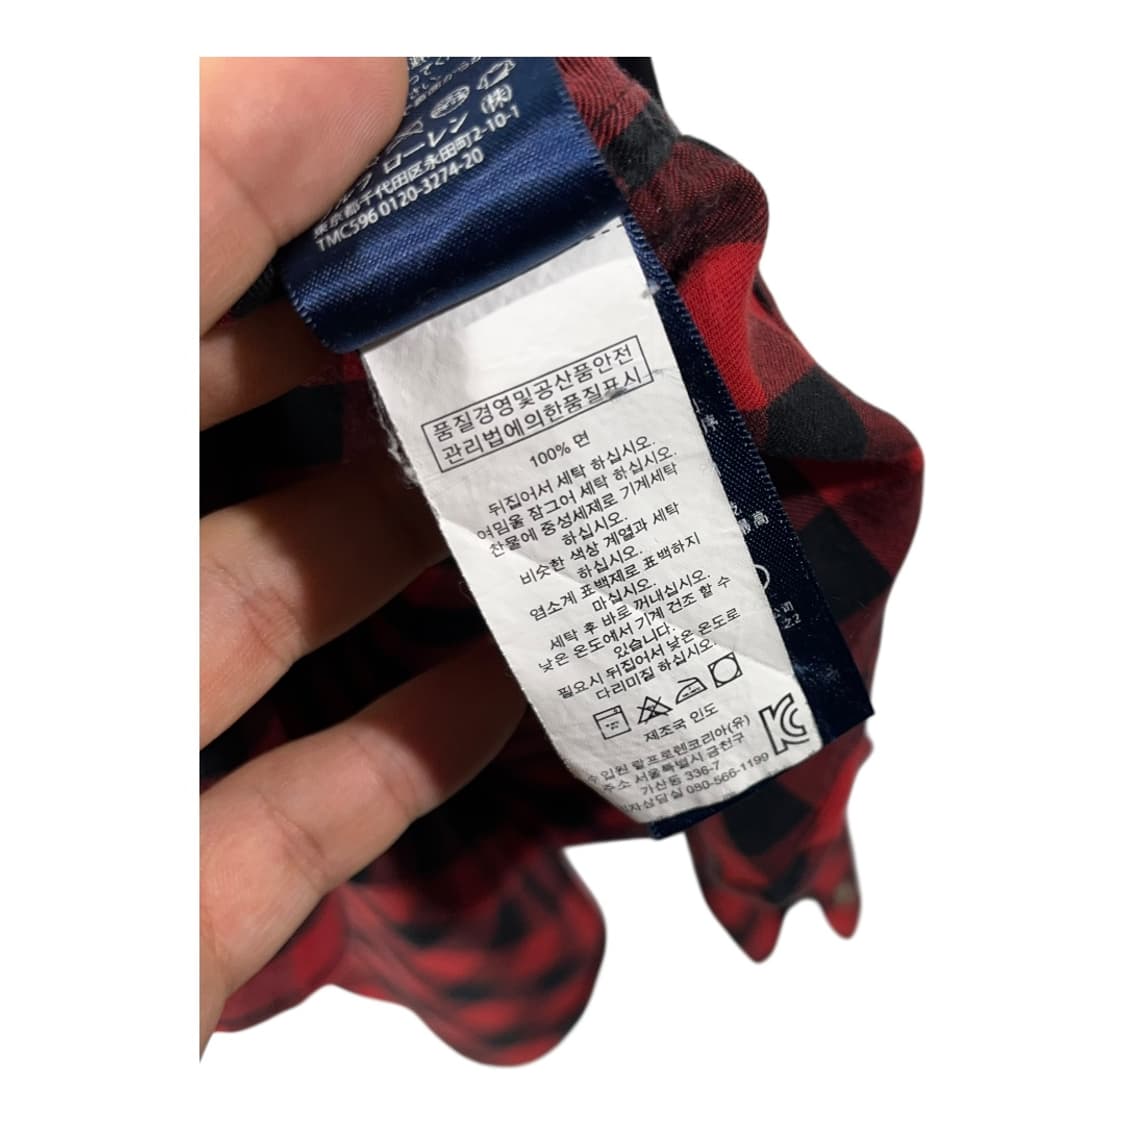 ローレン (株)
東京都千代田区永田町2-10-1
TMC596 0120-3274-20
품질경영및공산품안전
관리법에의한품질표시
100% 면
뒤집어서 세탁 하십시오.
여밈을 잠그어 세탁 하십시오.
찬물에 중성세제로 기계세탁
하십시오.
비슷한 색상 계열과 세탁
하십시오.
염소계 표백제로 표백하지
마십시오.
세탁 후 바로 꺼내십시오.
낮은 온도에서 기계 건조 할 수
있습니다.
필요시 뒤집어서 낮은 온도로
다리미질 하십시오.
제조국 인도
수입원 랄프로렌코리아(유)
주소 서울특별시 금천구
가산동 336-7
자상담실 080-566-1199
最高
公司